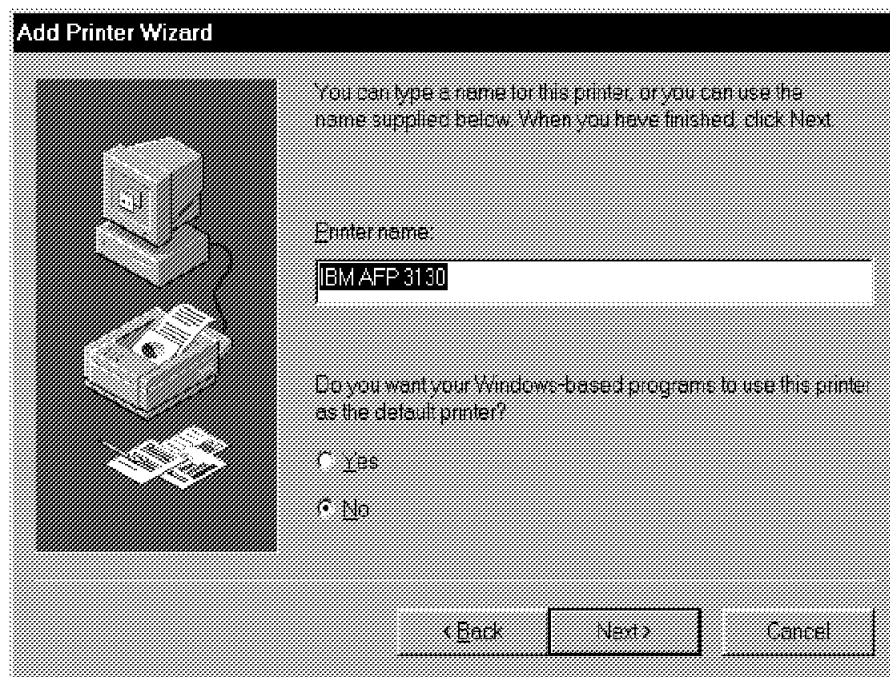 Add Printer Wizard
You can type a name for this printer, or you can use the
name supplied below. When you have finished, click Next.
Printer name:
IBM AFP 3130
Do you want your Windows-based programs to use this printer
as the default printer?
Yes
No
< Back Next > Cancel